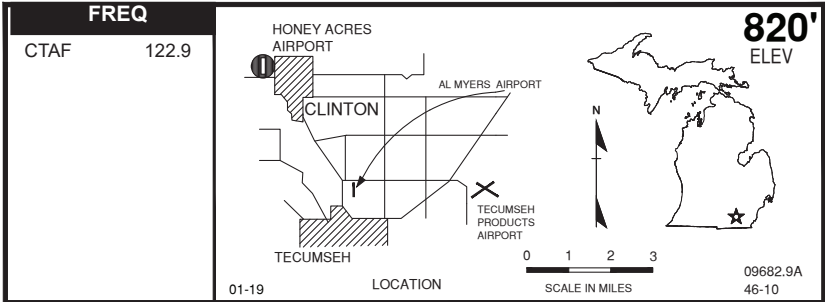 FREQ
CTAF 122.9
HONEY ACRES
AIRPORT
AL MYERS AIRPORT
CLINTON
TECUMSEH
PRODUCTS
AIRPORT
TECUMSEH
01-19
LOCATION
N
0 1 2 3
SCALE IN MILES
820'
ELEV
09682.9A
46-10